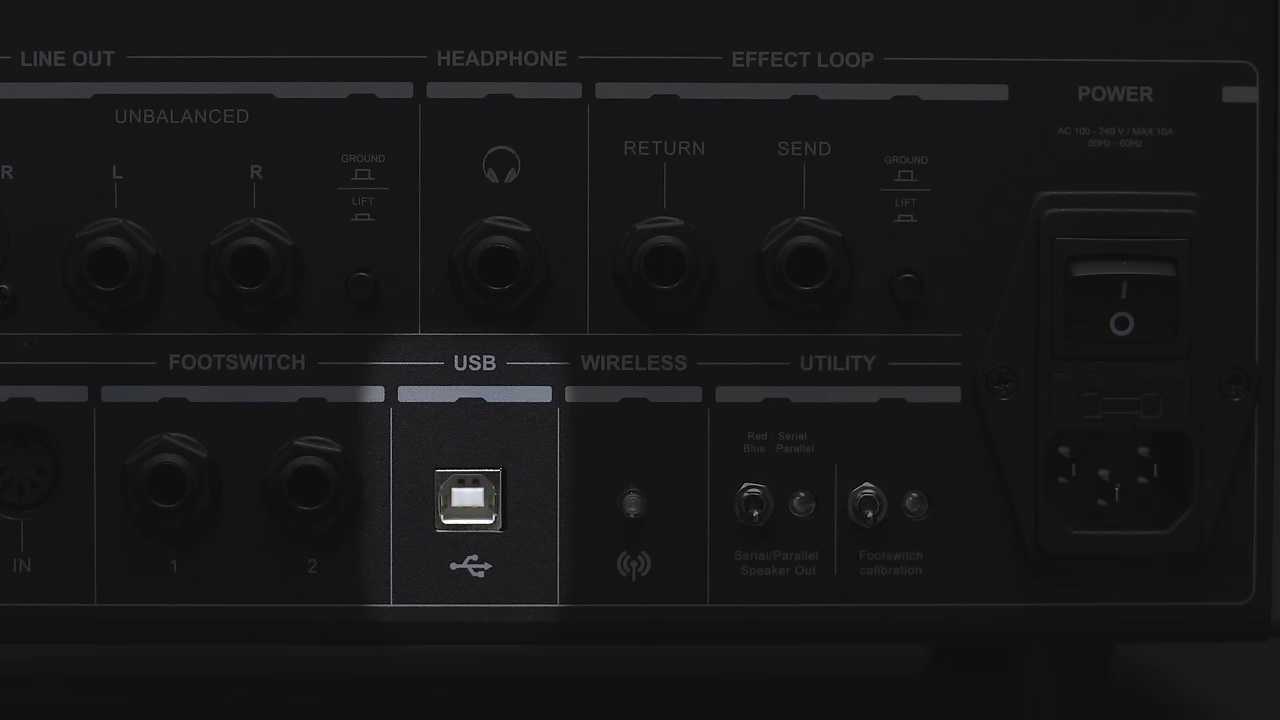 LINE OUT
HEADPHONE
EFFECT LOOP
POWER
AC 100 - 240 V / MAX 10A
50Hz - 60Hz
UNBALANCED
R
L
R
GROUND
LIFT
RETURN
SEND
GROUND
LIFT
I
O
FOOTSWITCH
USB
WIRELESS
UTILITY
Red : Serial
Blue : Parallel
IN
1
2
Serial/Parallel
Speaker Out
Footswitch
calibration